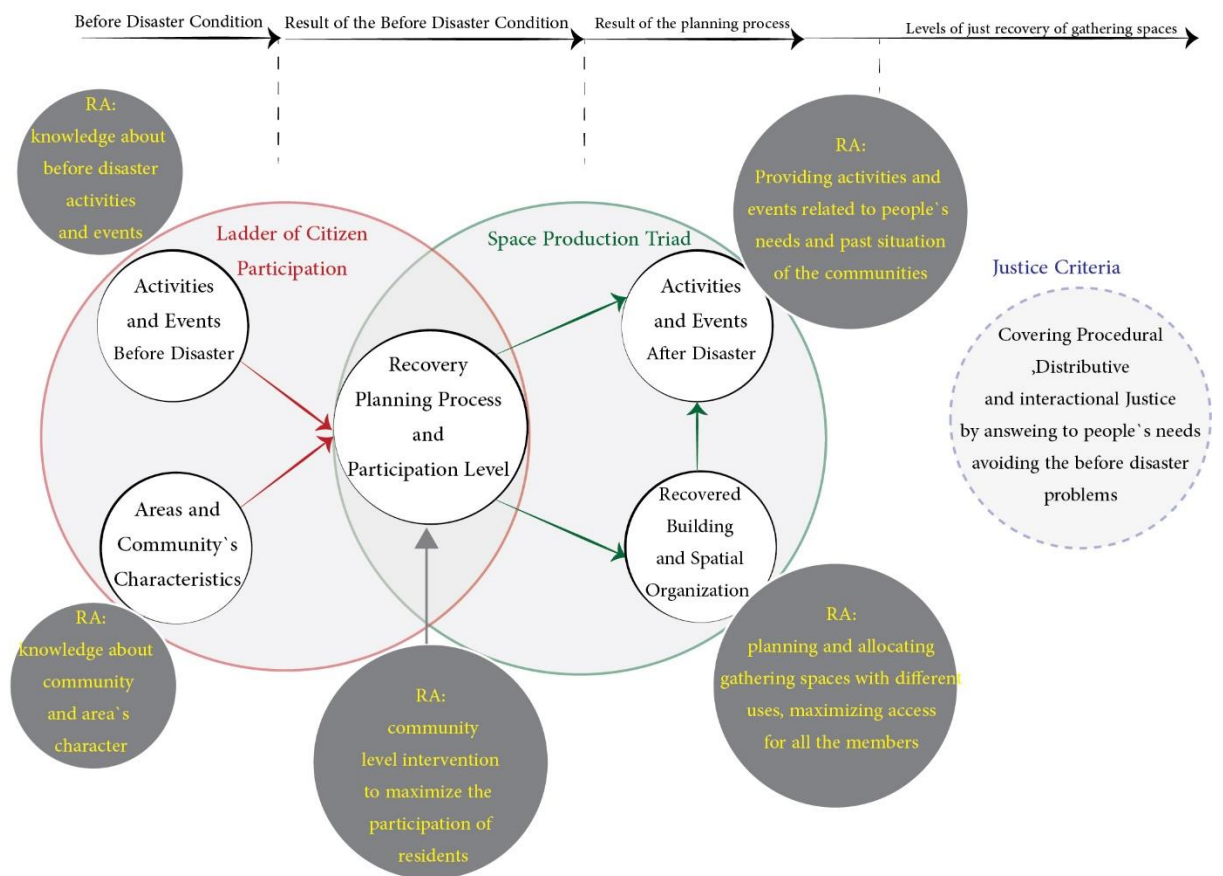 Before Disaster Condition
Result of the Before Disaster Condition
Result of the planning process
Levels of just recovery of gathering spaces
RA:
knowledge about
before disaster
activities
and events
RA:
Providing activities and
events related to people`s
needs and past situation
of the communities
Ladder of Citizen
Participation
Space Production Triad
Justice Criteria
Activities
and Events
Before Disaster
Recovery
Planning Process
and
Participation Level
Activities
and Events
After Disaster
Covering Procedural
,Distributive
and interactional Justice
by answeing to people`s needs
avoiding the before disaster
problems
Areas and
Community`s
Characteristics
Recovered
Building
and Spatial
Organization
RA:
knowledge about
community
and area`s
character
RA:
community
level intervention
to maximize the
participation of
residents
RA:
planning and allocating
gathering spaces with different
uses, maximizing access
for all the members